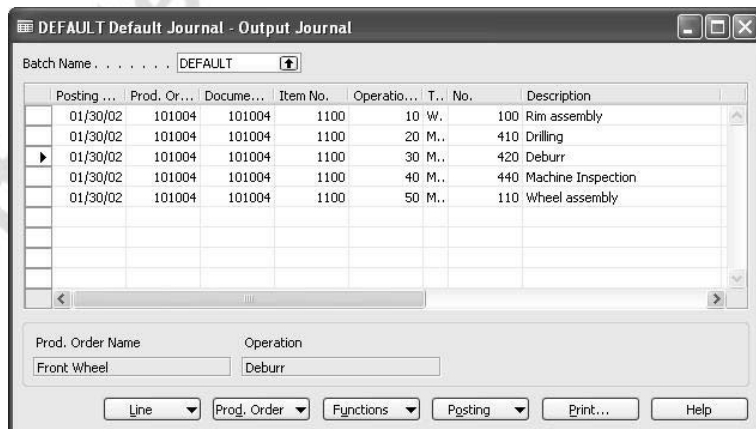 DEFAULT Default Journal - Output Journal
Batch Name . . . . . . . DEFAULT
Posting ... Prod. Or... Docume... Item No. Operatio... T... No. Description
01/30/02 101004 101004 1100 10 W. 100 Rim assembly
01/30/02 101004 101004 1100 20 M.. 410 Drilling
01/30/02 101004 101004 1100 30 M.. 420 Deburr
01/30/02 101004 101004 1100 40 M.. 440 Machine Inspection
01/30/02 101004 101004 1100 50 M.. 110 Wheel assembly
Prod. Order Name Operation
Front Wheel Deburr
Line Prod. Order Functions Posting Print... Help